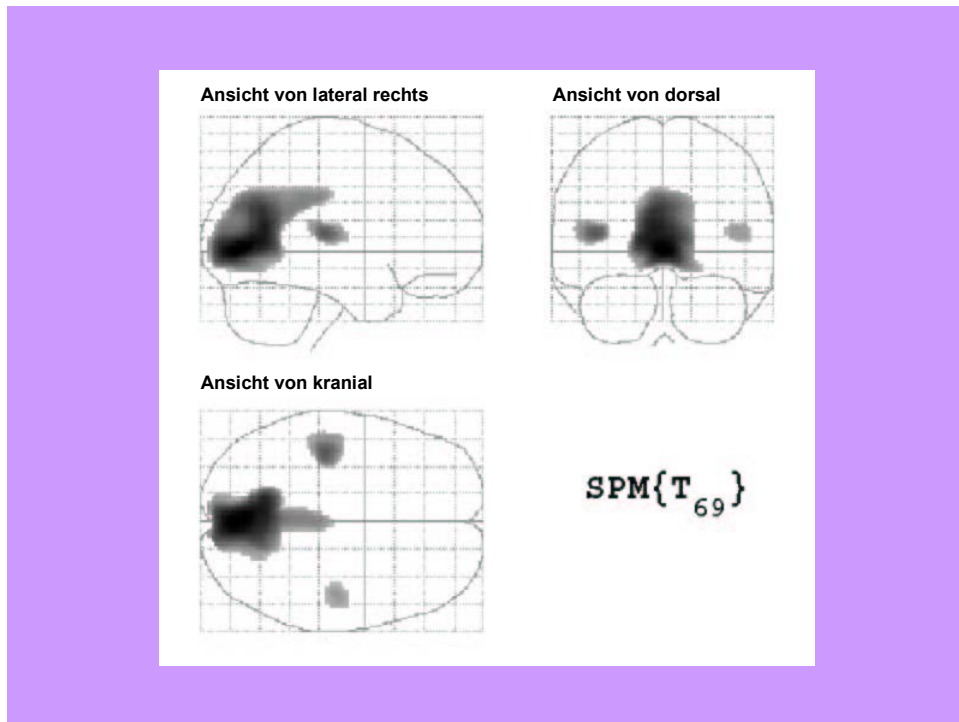 Ansicht von lateral rechts
Ansicht von dorsal
Ansicht von kranial
SPM{T69}